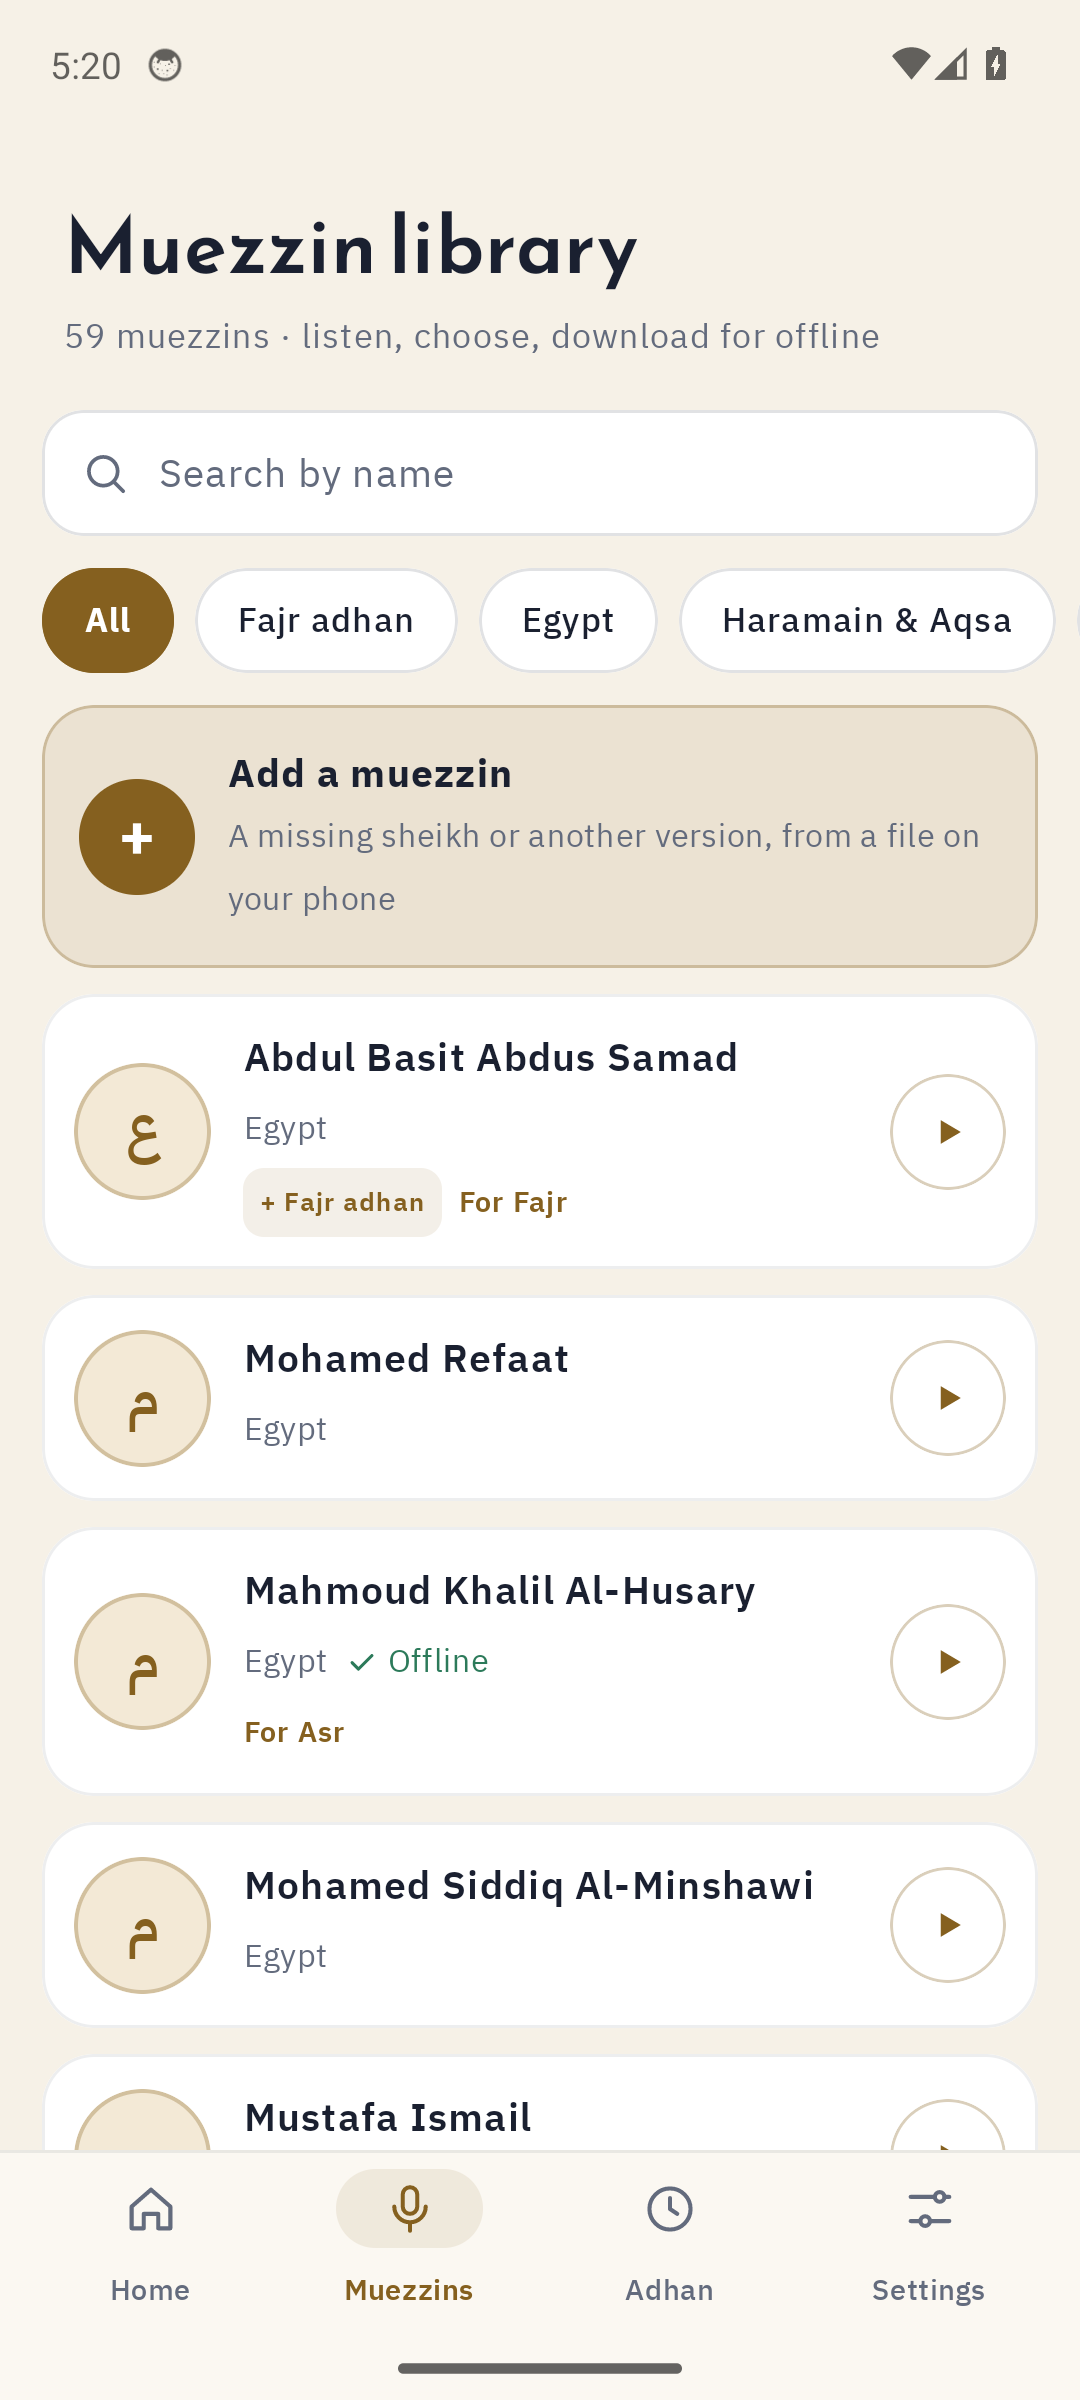 5:20
Muezzin library
59 muezzins · listen, choose, download for offline
Search by name
All
Fajr adhan
Egypt
Haramain & Aqsa
+
Add a muezzin
A missing sheikh or another version, from a file on
your phone
ع
Abdul Basit Abdus Samad
Egypt
+ Fajr adhan For Fajr
م
Mohamed Refaat
Egypt
م
Mahmoud Khalil Al-Husary
Egypt ✓ Offline
For Asr
م
Mohamed Siddiq Al-Minshawi
Egypt
Mustafa Ismail
Home
Muezzins
Adhan
Settings